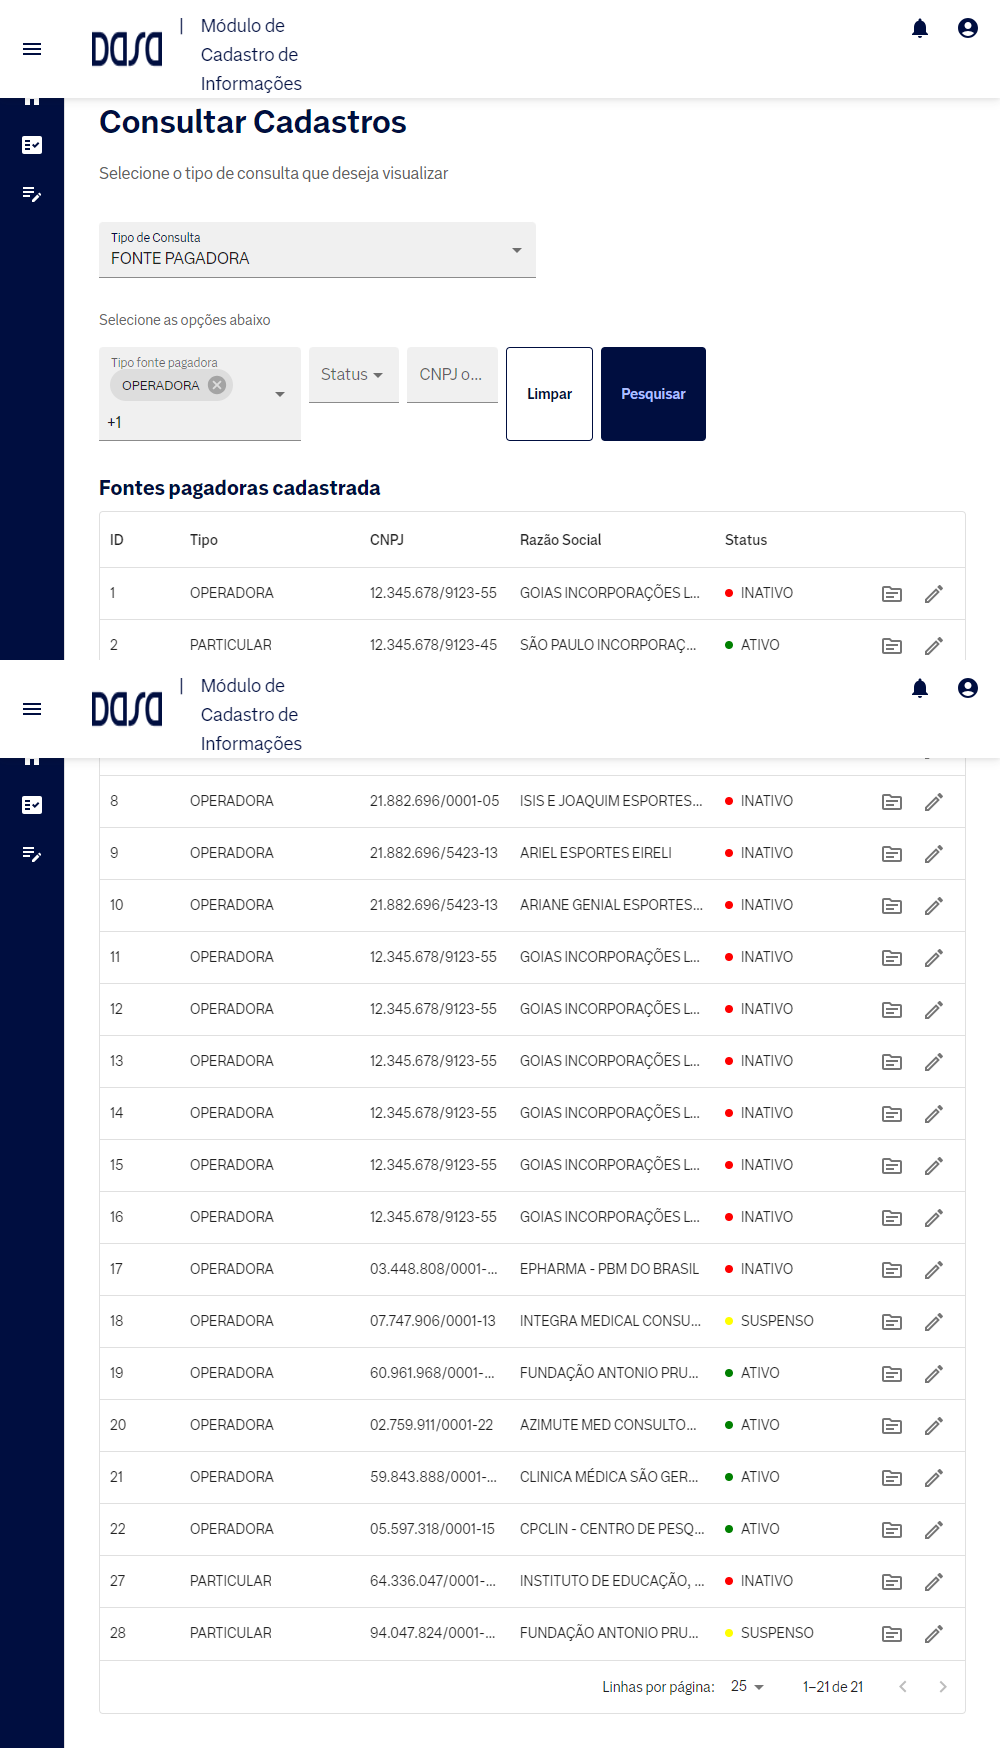 DASA | Módulo de
Cadastro de
Informações
Consultar Cadastros
Selecione o tipo de consulta que deseja visualizar
Tipo de Consulta
FONTE PAGADORA
Selecione as opções abaixo
Tipo fonte pagadora
OPERADORA
+1
Status
CNPJ o...
Limpar
Pesquisar
Fontes pagadoras cadastrada
ID Tipo CNPJ Razão Social Status
1 OPERADORA 12.345.678/9123-55 GOIAS INCORPORAÇÕES L... INATIVO
2 PARTICULAR 12.345.678/9123-45 SÃO PAULO INCORPORAÇ... ATIVO
DASA | Módulo de
Cadastro de
Informações
8 OPERADORA 21.882.696/0001-05 ISIS E JOAQUIM ESPORTES... INATIVO
9 OPERADORA 21.882.696/5423-13 ARIEL ESPORTES EIRELI INATIVO
10 OPERADORA 21.882.696/5423-13 ARIANE GENIAL ESPORTES... INATIVO
11 OPERADORA 12.345.678/9123-55 GOIAS INCORPORAÇÕES L... INATIVO
12 OPERADORA 12.345.678/9123-55 GOIAS INCORPORAÇÕES L... INATIVO
13 OPERADORA 12.345.678/9123-55 GOIAS INCORPORAÇÕES L... INATIVO
14 OPERADORA 12.345.678/9123-55 GOIAS INCORPORAÇÕES L... INATIVO
15 OPERADORA 12.345.678/9123-55 GOIAS INCORPORAÇÕES L... INATIVO
16 OPERADORA 12.345.678/9123-55 GOIAS INCORPORAÇÕES L... INATIVO
17 OPERADORA 03.448.808/0001-... EPHARMA - PBM DO BRASIL INATIVO
18 OPERADORA 07.747.906/0001-13 INTEGRA MEDICAL CONSU... SUSPENSO
19 OPERADORA 60.961.968/0001-... FUNDAÇÃO ANTONIO PRU... ATIVO
20 OPERADORA 02.759.911/0001-22 AZIMUTE MED CONSULTO... ATIVO
21 OPERADORA 59.843.888/0001-... CLINICA MÉDICA SÃO GER... ATIVO
22 OPERADORA 05.597.318/0001-15 CPCLIN - CENTRO DE PESQ... ATIVO
27 PARTICULAR 64.336.047/0001-... INSTITUTO DE EDUCAÇÃO, ... INATIVO
28 PARTICULAR 94.047.824/0001-... FUNDAÇÃO ANTONIO PRU... SUSPENSO
Linhas por página: 25 1–21 de 21